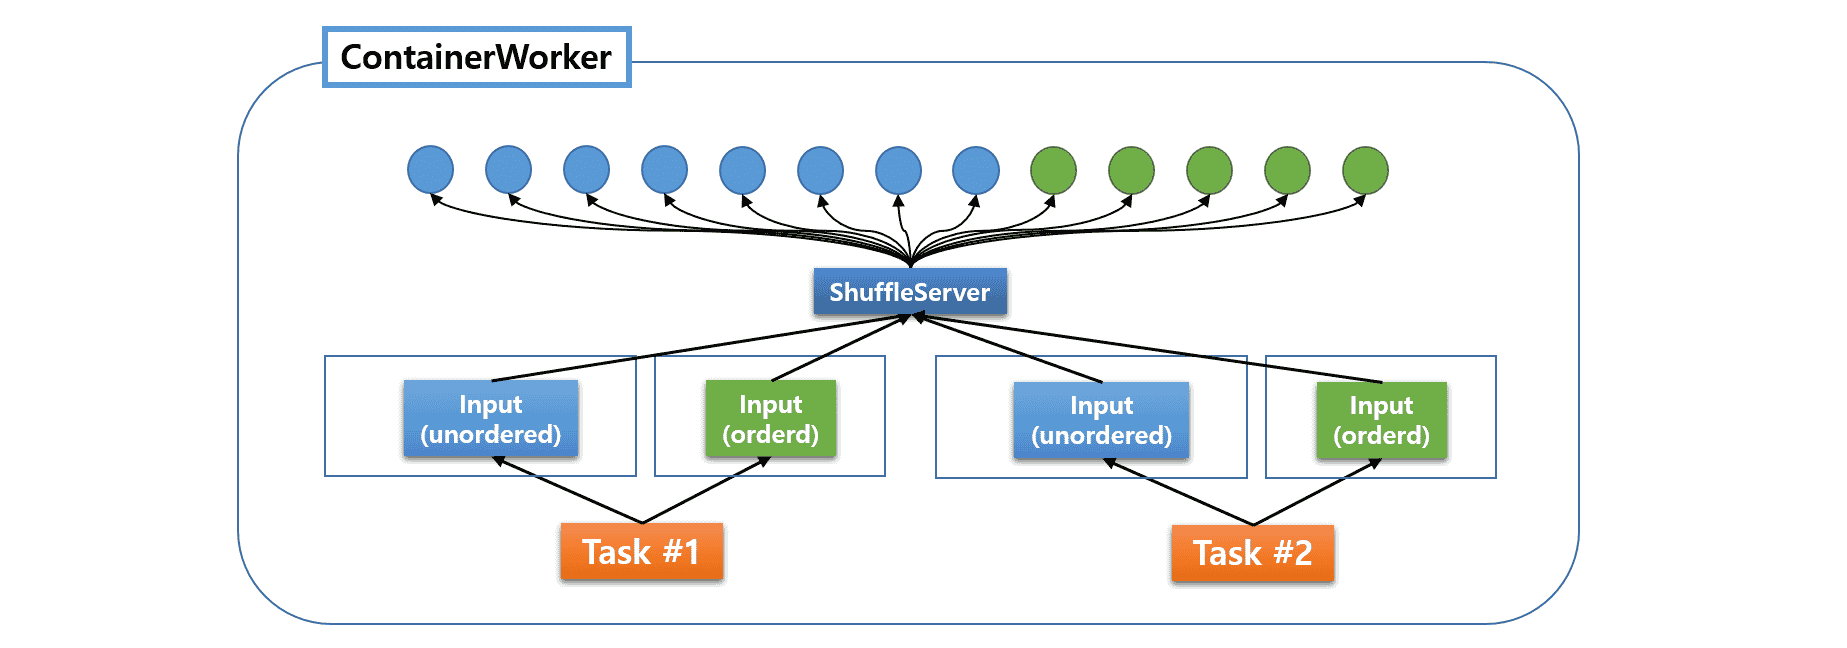 ContainerWorker
ShuffleServer
Input
(unordered)
Input
(orderd)
Input
(unordered)
Input
(orderd)
Task #1
Task #2